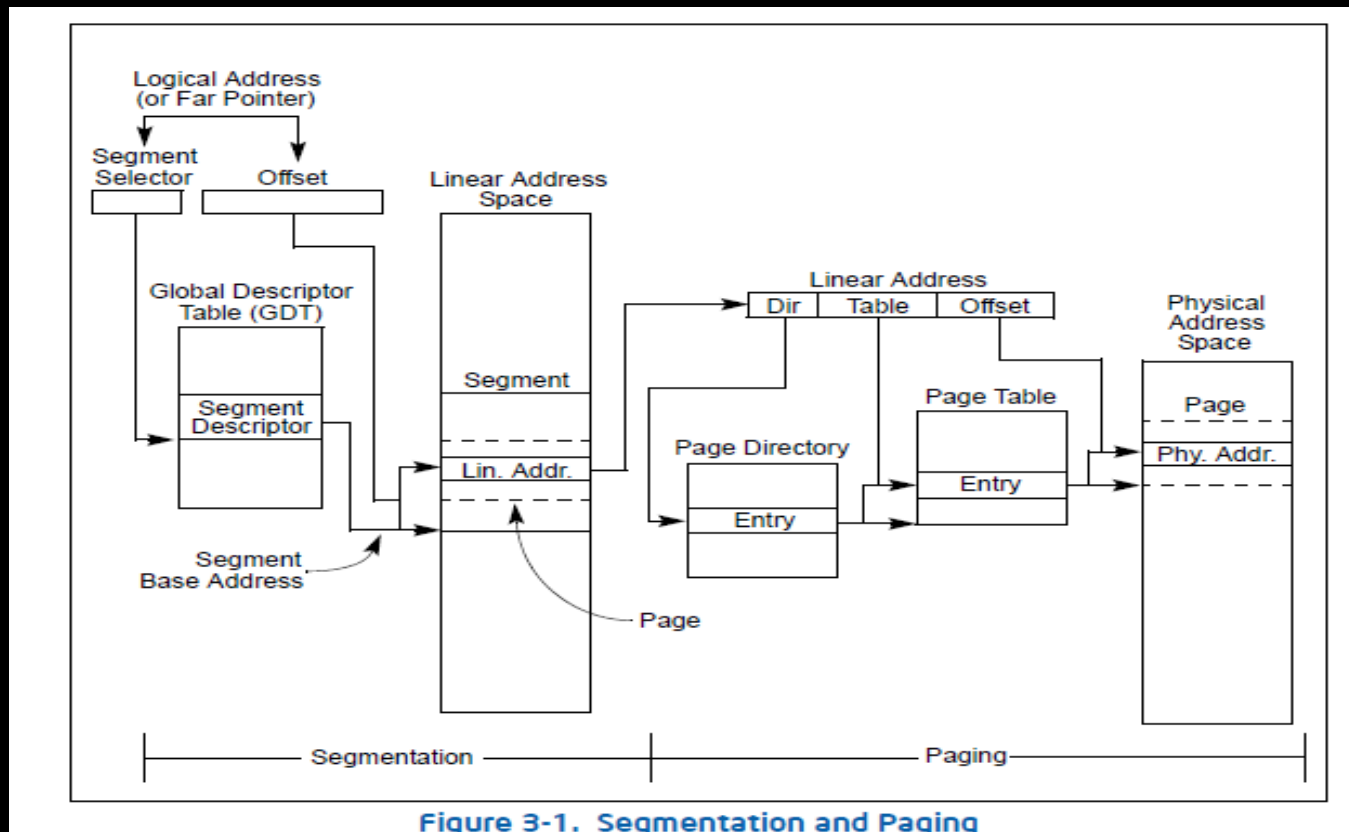 Logical Address
(or Far Pointer)
Segment
Selector
Offset
Linear Address
Space
Global Descriptor
Table (GDT)
Segment
Descriptor
Segment
Lin. Addr.
Segment
Base Address
Page
Linear Address
Dir
Table
Offset
Page Directory
Entry
Page Table
Entry
Physical
Address
Space
Page
Phy. Addr.
Segmentation
Paging
Figure 3-1. Segmentation and Paging